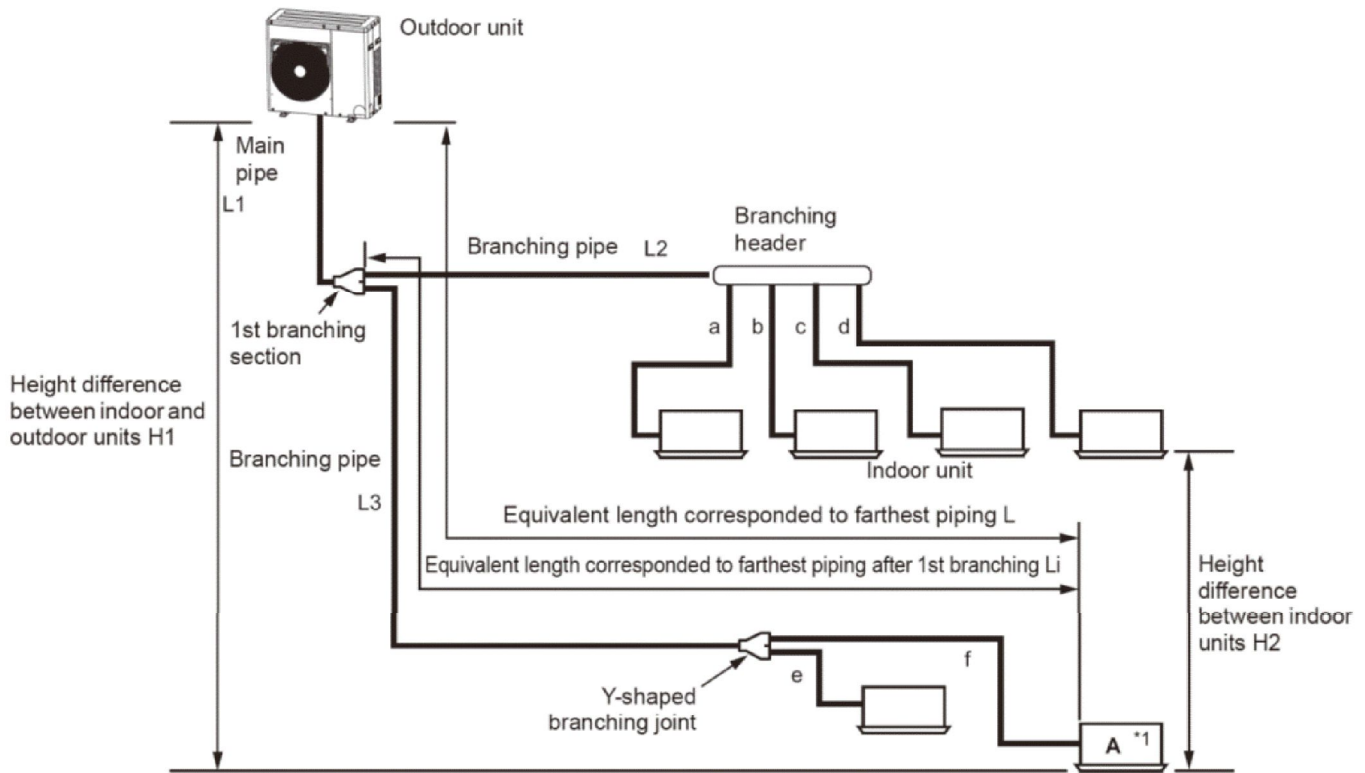 Outdoor unit
Main
pipe
L1
Branching
header
Branching pipe
L2
a
b
c
d
1st branching
section
Height difference
between indoor and
outdoor units H1
Branching pipe
L3
Indoor unit
Equivalent length corresponded to farthest piping L
Equivalent length corresponded to farthest piping after 1st branching Li
Height
difference
between indoor
units H2
f
e
Y-shaped
branching joint
A *1